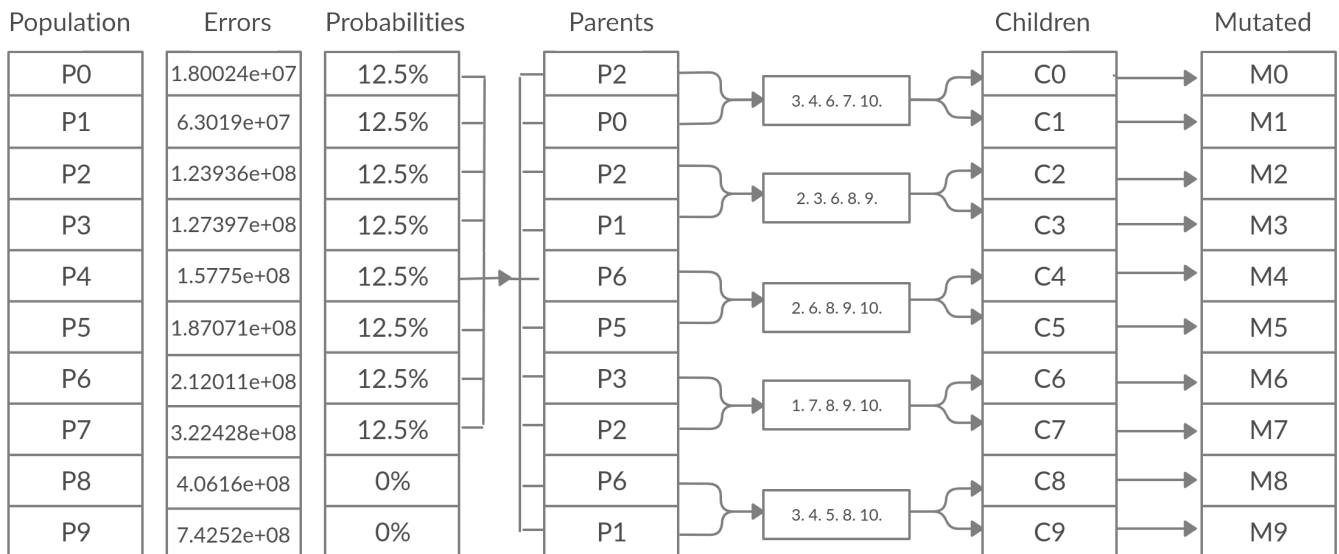 Population Errors Probabilities Parents Children Mutated
P0 1.80024e+07 12.5% P2 C0 M0
3. 4. 6. 7. 10.
P1 6.3019e+07 12.5% P0 C1 M1
P2 1.23936e+08 12.5% P2 C2 M2
2. 3. 6. 8. 9.
P3 1.27397e+08 12.5% P1 C3 M3
P4 1.5775e+08 12.5% P6 C4 M4
2. 6. 8. 9. 10.
P5 1.87071e+08 12.5% P5 C5 M5
P6 2.12011e+08 12.5% P3 C6 M6
1. 7. 8. 9. 10.
P7 3.22428e+08 12.5% P2 C7 M7
P8 4.0616e+08 0% P6 C8 M8
3. 4. 5. 8. 10.
P9 7.4252e+08 0% P1 C9 M9